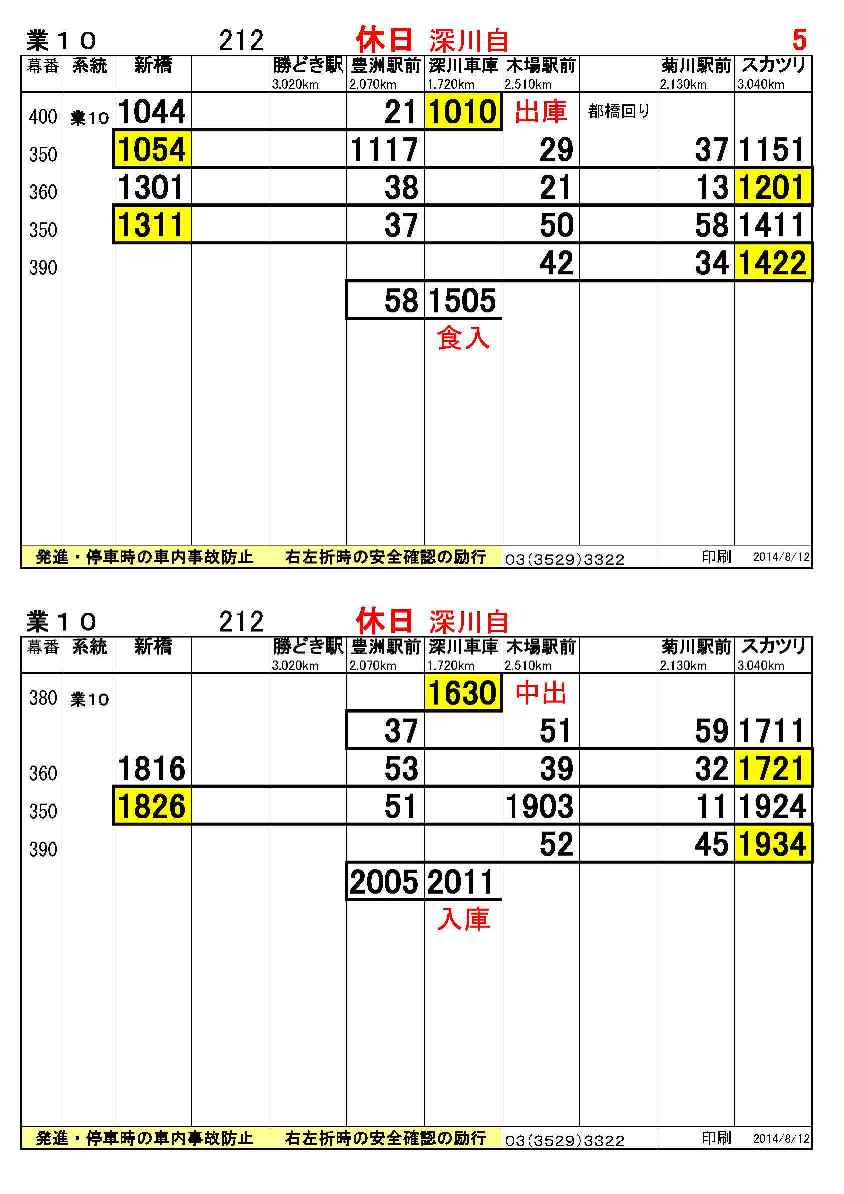 業１０ 212 休日 深川自 5
幕番 系統 新橋 勝どき駅 豊洲駅前 深川車庫 木場駅前 菊川駅前 スカツリ
3.020km 2.070km 1.720km 2.510km 2.130km 3.040km
400 業10 1044 21 1010 出庫 都橋回り
350 1054 1117 29 37 1151
360 1301 38 21 13 1201
350 1311 37 50 58 1411
390 42 34 1422
58 1505
食入
発進・停車時の車内事故防止 右左折時の安全確認の励行 03(3529)3322 印刷 2014/8/12
業１０ 212 休日 深川自
幕番 系統 新橋 勝どき駅 豊洲駅前 深川車庫 木場駅前 菊川駅前 スカツリ
3.020km 2.070km 1.720km 2.510km 2.130km 3.040km
380 業10 1630 中出
37 51 59 1711
360 1816 53 39 32 1721
350 1826 51 1903 11 1924
390 52 45 1934
2005 2011
入庫
発進・停車時の車内事故防止 右左折時の安全確認の励行 03(3529)3322 印刷 2014/8/12